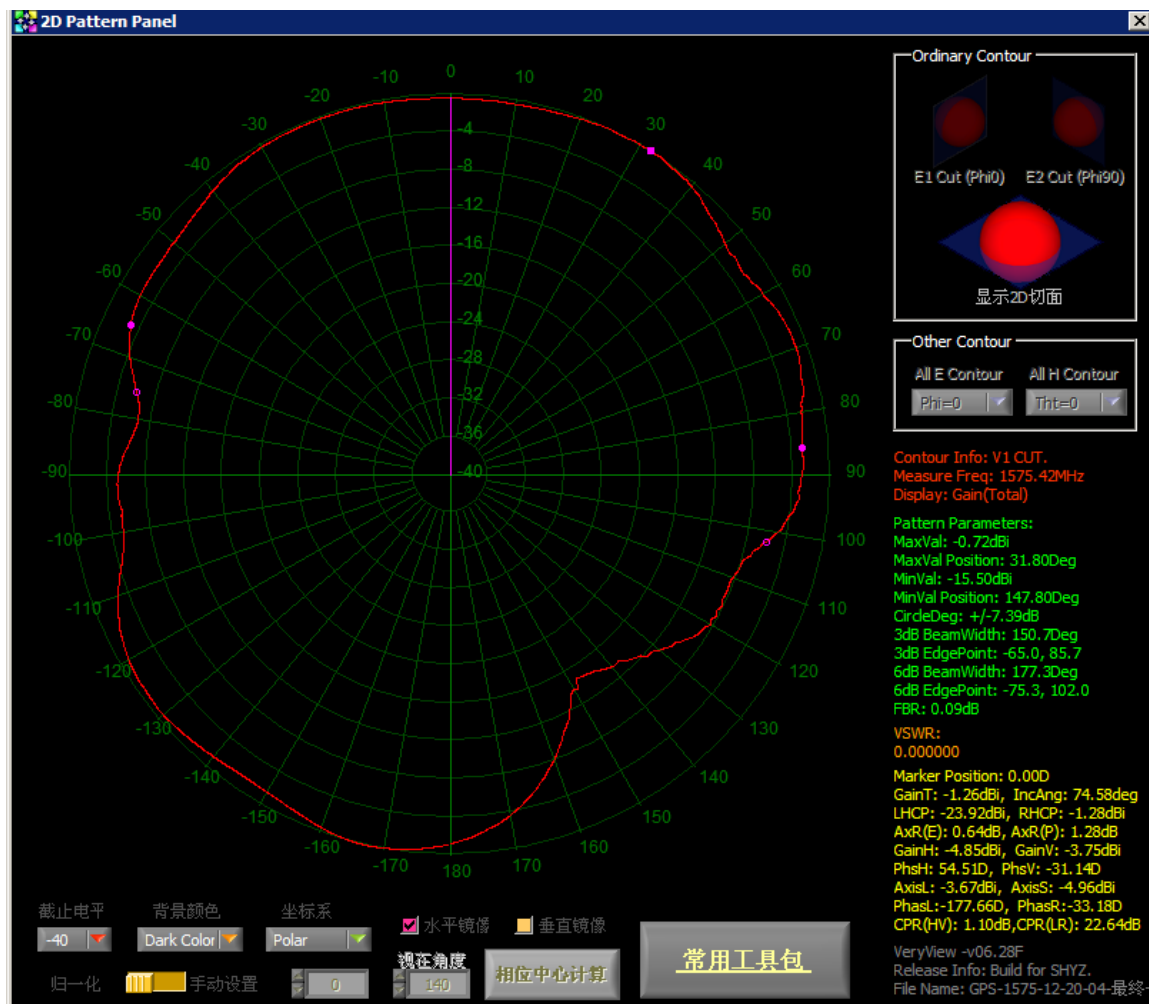 2D Pattern Panel
0
-10
10
-20
20
-30
30
-40
40
-50
50
-60
60
-70
70
-80
80
-90
90
-100
100
-110
110
-120
120
-130
130
-140
140
-150
150
-160
160
-170
180
170
-4
-8
-12
-16
-20
-24
-28
-32
-36
-40
Ordinary Contour
E1 Cut (Phi0) E2 Cut (Phi90)
显示2D切面
Other Contour
All E Contour All H Contour
Phi=0 Tht=0
Contour Info: V1 CUT.
Measure Freq: 1575.42MHz
Display: Gain(Total)
Pattern Parameters:
MaxVal: -0.72dBi
MaxVal Position: 31.80Deg
MinVal: -15.50dBi
MinVal Position: 147.80Deg
CircleDeg: +/-7.39dB
3dB BeamWidth: 150.7Deg
3dB EdgePoint: -65.0, 85.7
6dB BeamWidth: 177.3Deg
6dB EdgePoint: -75.3, 102.0
FBR: 0.09dB
VSWR:
0.000000
Marker Position: 0.00D
GainT: -1.26dBi, IncAng: 74.58deg
LHCP: -23.92dBi, RHCP: -1.28dBi
AxR(E): 0.64dB, AxR(P): 1.28dB
GainH: -4.85dBi, GainV: -3.75dBi
PhsH: 54.51D, PhsV: -31.14D
AxisL: -3.67dBi, AxisS: -4.96dBi
PhasL:-177.66D, PhasR:-33.18D
CPR(HV): 1.10dB,CPR(LR): 22.64dB
VeryView -v06.28F
Release Info: Build for SHYZ.
File Name: GPS-1575-12-20-04-最终-
截止电平 背景颜色 坐标系
-40 Dark Color Polar
水平镜像 垂直镜像
归一化 手动设置 0
现在角度
140
相位中心计算
常用工具包